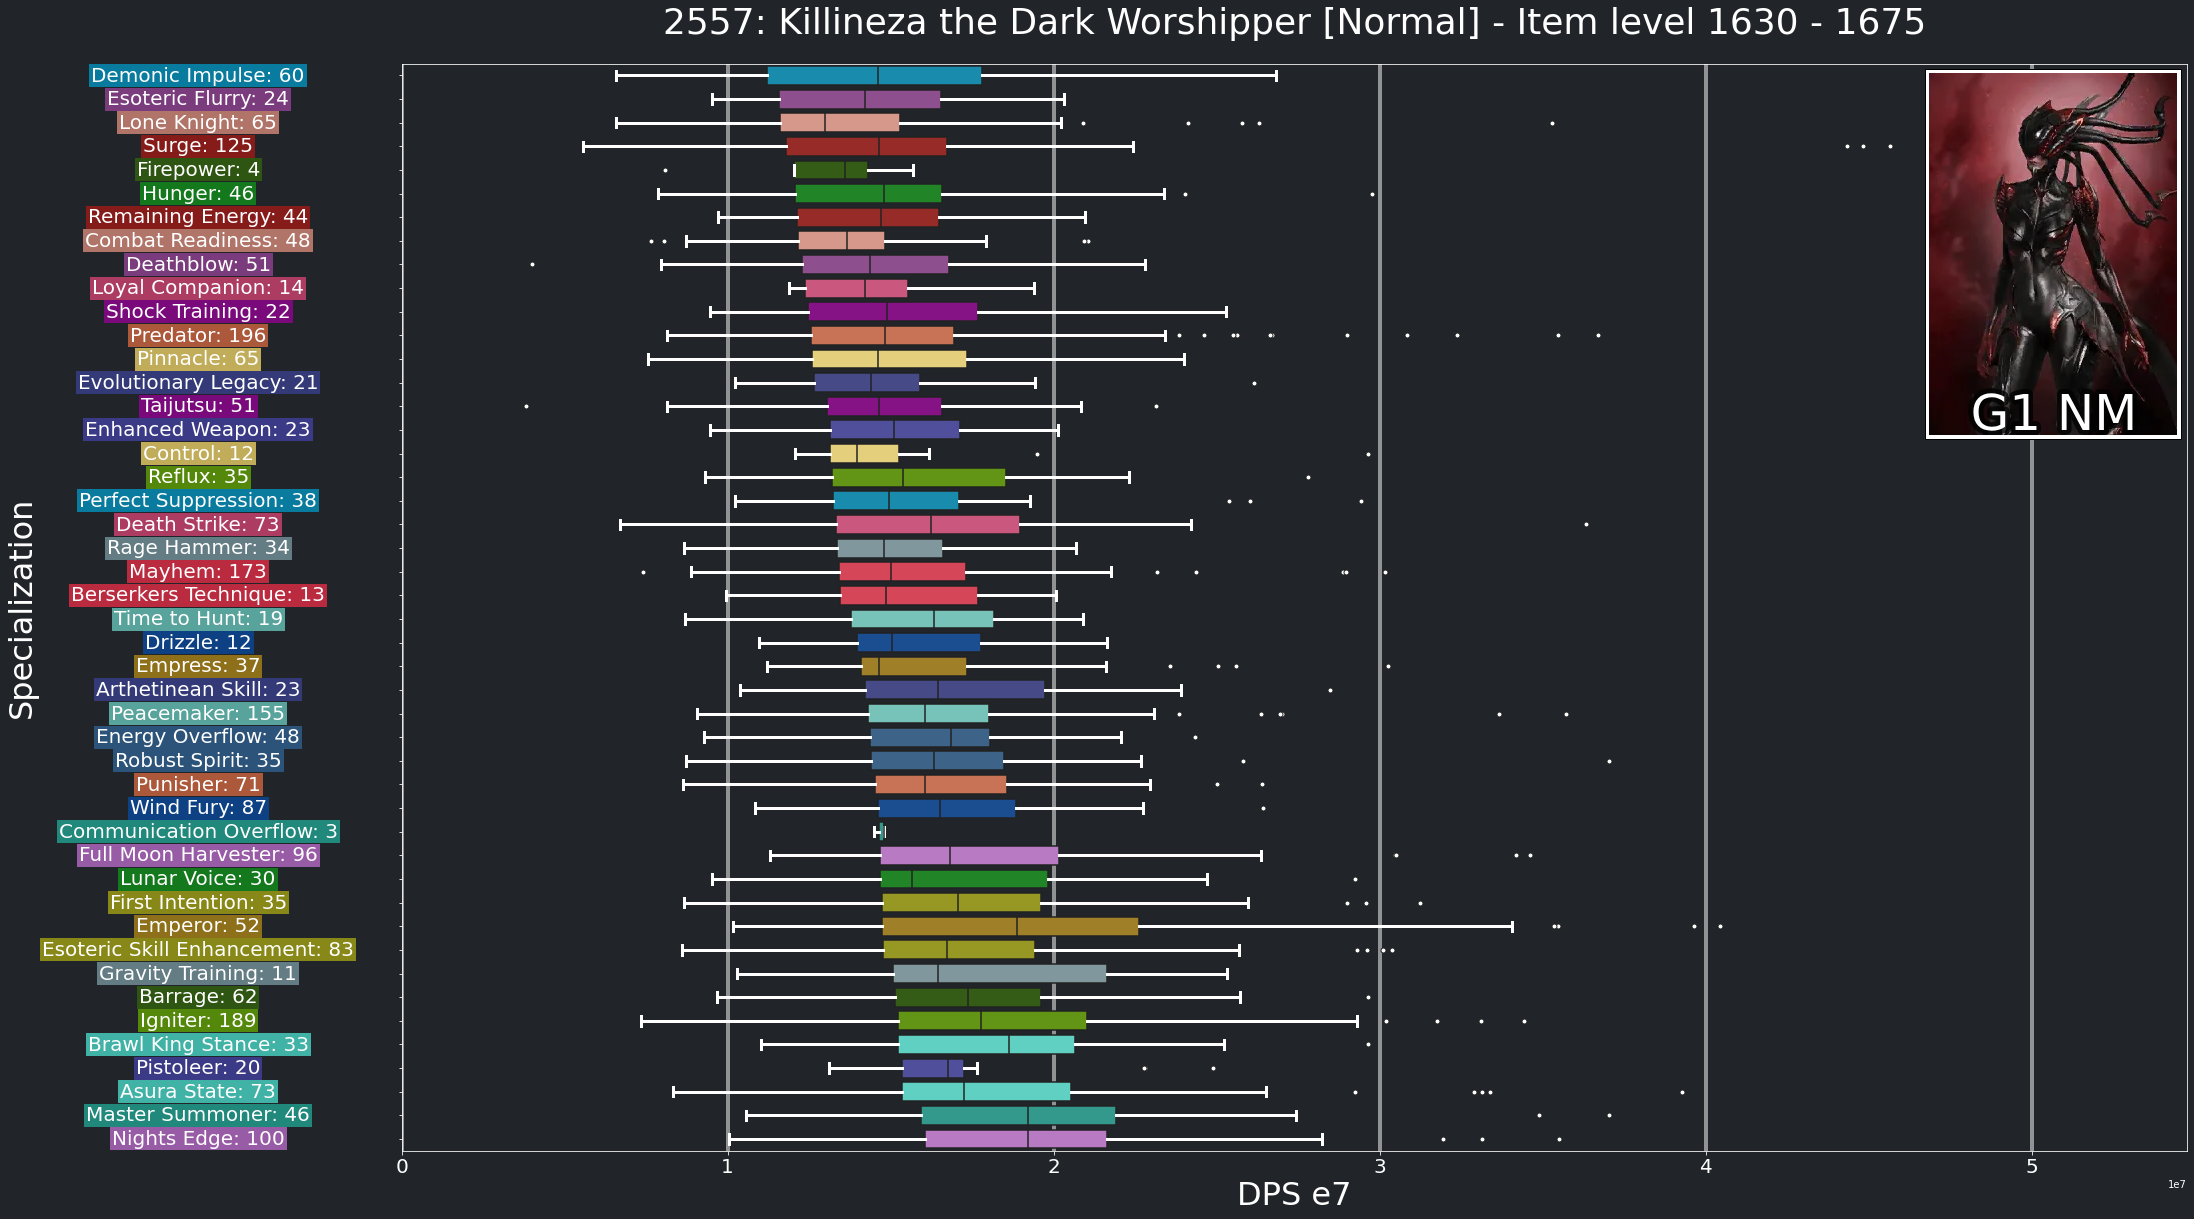 2557: Killineza the Dark Worshipper [Normal] - Item level 1630 - 1675
Demonic Impulse: 60
Esoteric Flurry: 24
Lone Knight: 65
Surge: 125
Firepower: 4
Hunger: 46
Remaining Energy: 44
Combat Readiness: 48
Deathblow: 51
Loyal Companion: 14
Shock Training: 22
Predator: 196
Pinnacle: 65
Evolutionary Legacy: 21
Taijutsu: 51
Enhanced Weapon: 23
Control: 12
Reflux: 35
Perfect Suppression: 38
Death Strike: 73
Rage Hammer: 34
Mayhem: 173
Berserkers Technique: 13
Time to Hunt: 19
Drizzle: 12
Empress: 37
Arthetinean Skill: 23
Peacemaker: 155
Energy Overflow: 48
Robust Spirit: 35
Punisher: 71
Wind Fury: 87
Communication Overflow: 3
Full Moon Harvester: 96
Lunar Voice: 30
First Intention: 35
Emperor: 52
Esoteric Skill Enhancement: 83
Gravity Training: 11
Barrage: 62
Igniter: 189
Brawl King Stance: 33
Pistoleer: 20
Asura State: 73
Master Summoner: 46
Nights Edge: 100
Specialization
G1 NM
0 1 2 3 4 5
1e7
DPS e7